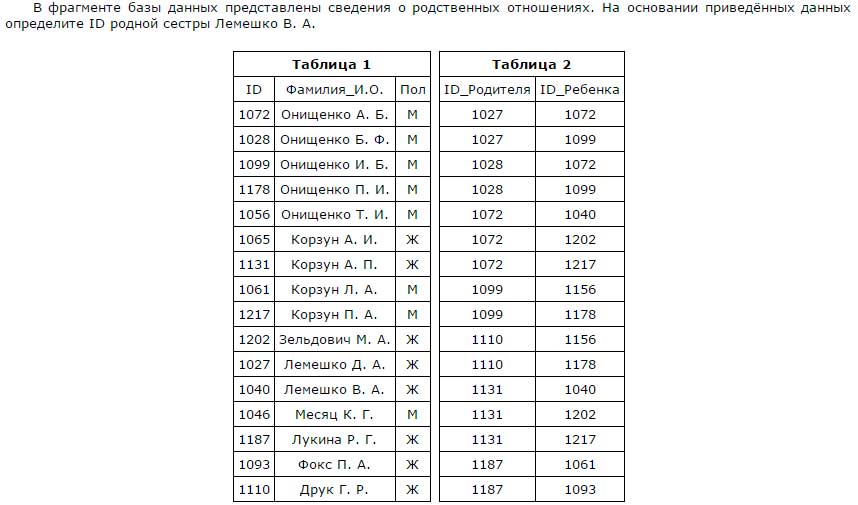 В фрагменте базы данных представлены сведения о родственных отношениях. На основании приведённых данных
определите ID родной сестры Лемешко В. А.
Таблица 1 Таблица 2
ID Фамилия_И.О. Пол ID_Родителя ID_Ребенка
1072 Онищенко А. Б. М 1027 1072
1028 Онищенко Б. Ф. М 1027 1099
1099 Онищенко И. Б. М 1028 1072
1178 Онищенко П. И. М 1028 1099
1056 Онищенко Т. И. М 1072 1040
1065 Корзун А. И. Ж 1072 1202
1131 Корзун А. П. Ж 1072 1217
1061 Корзун Л. А. М 1099 1156
1217 Корзун П. А. М 1099 1178
1202 Зельдович М. А. Ж 1110 1156
1027 Лемешко Д. А. Ж 1110 1178
1040 Лемешко В. А. Ж 1131 1040
1046 Месяц К. Г. М 1131 1202
1187 Лукина Р. Г. Ж 1131 1217
1093 Фокс П. А. Ж 1187 1061
1110 Друк Г. Р. Ж 1187 1093